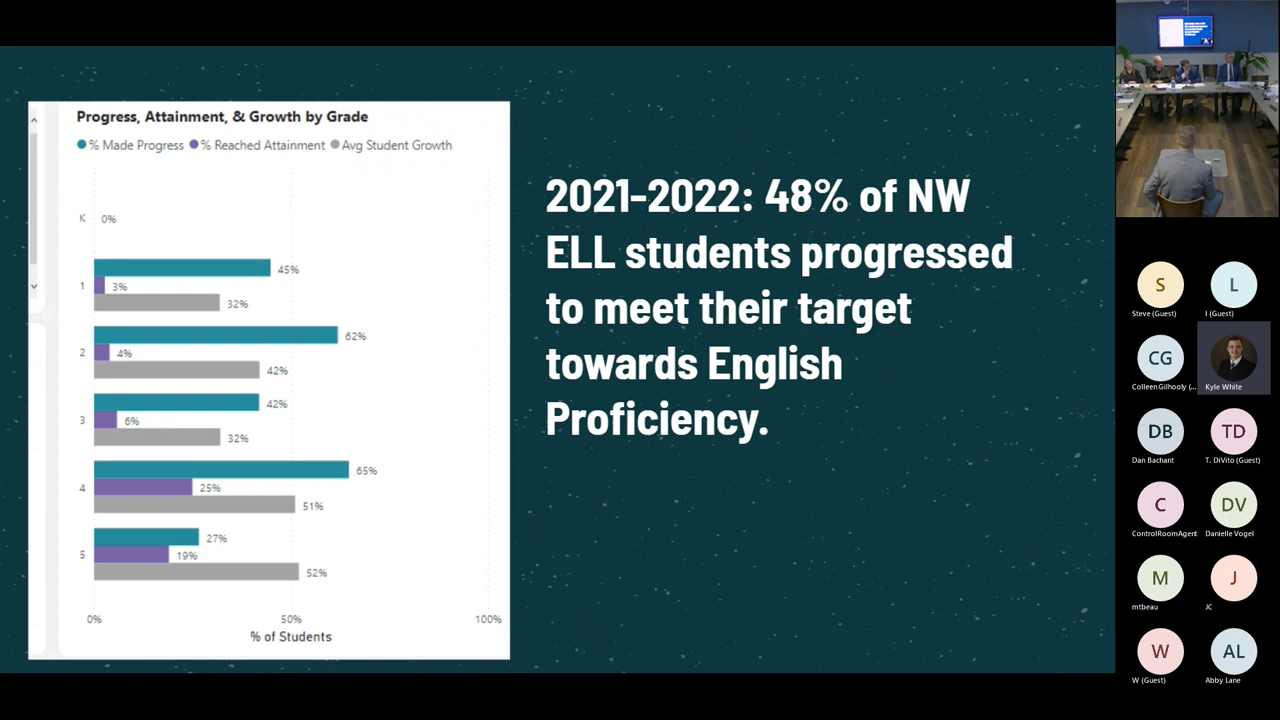 Progress, Attainment, & Growth by Grade
% Made Progress % Reached Attainment Avg Student Growth
K 0%
45%
1 3%
32%
62%
2 4%
42%
42%
3 6%
32%
65%
4 25%
51%
27%
5 19%
52%
0% 50% 100%
% of Students
2021-2022: 48% of NW
ELL students progressed
to meet their target
towards English
Proficiency.
S L
Steve (Guest) I (Guest)
CG
Colleen Gilhooly (... Kyle White
DB TD
Dan Bachant T. DiVito (Guest)
C DV
ControlRoomAgent Danielle Vogel
M J
mtbeau JC
W AL
W (Guest) Abby Lane